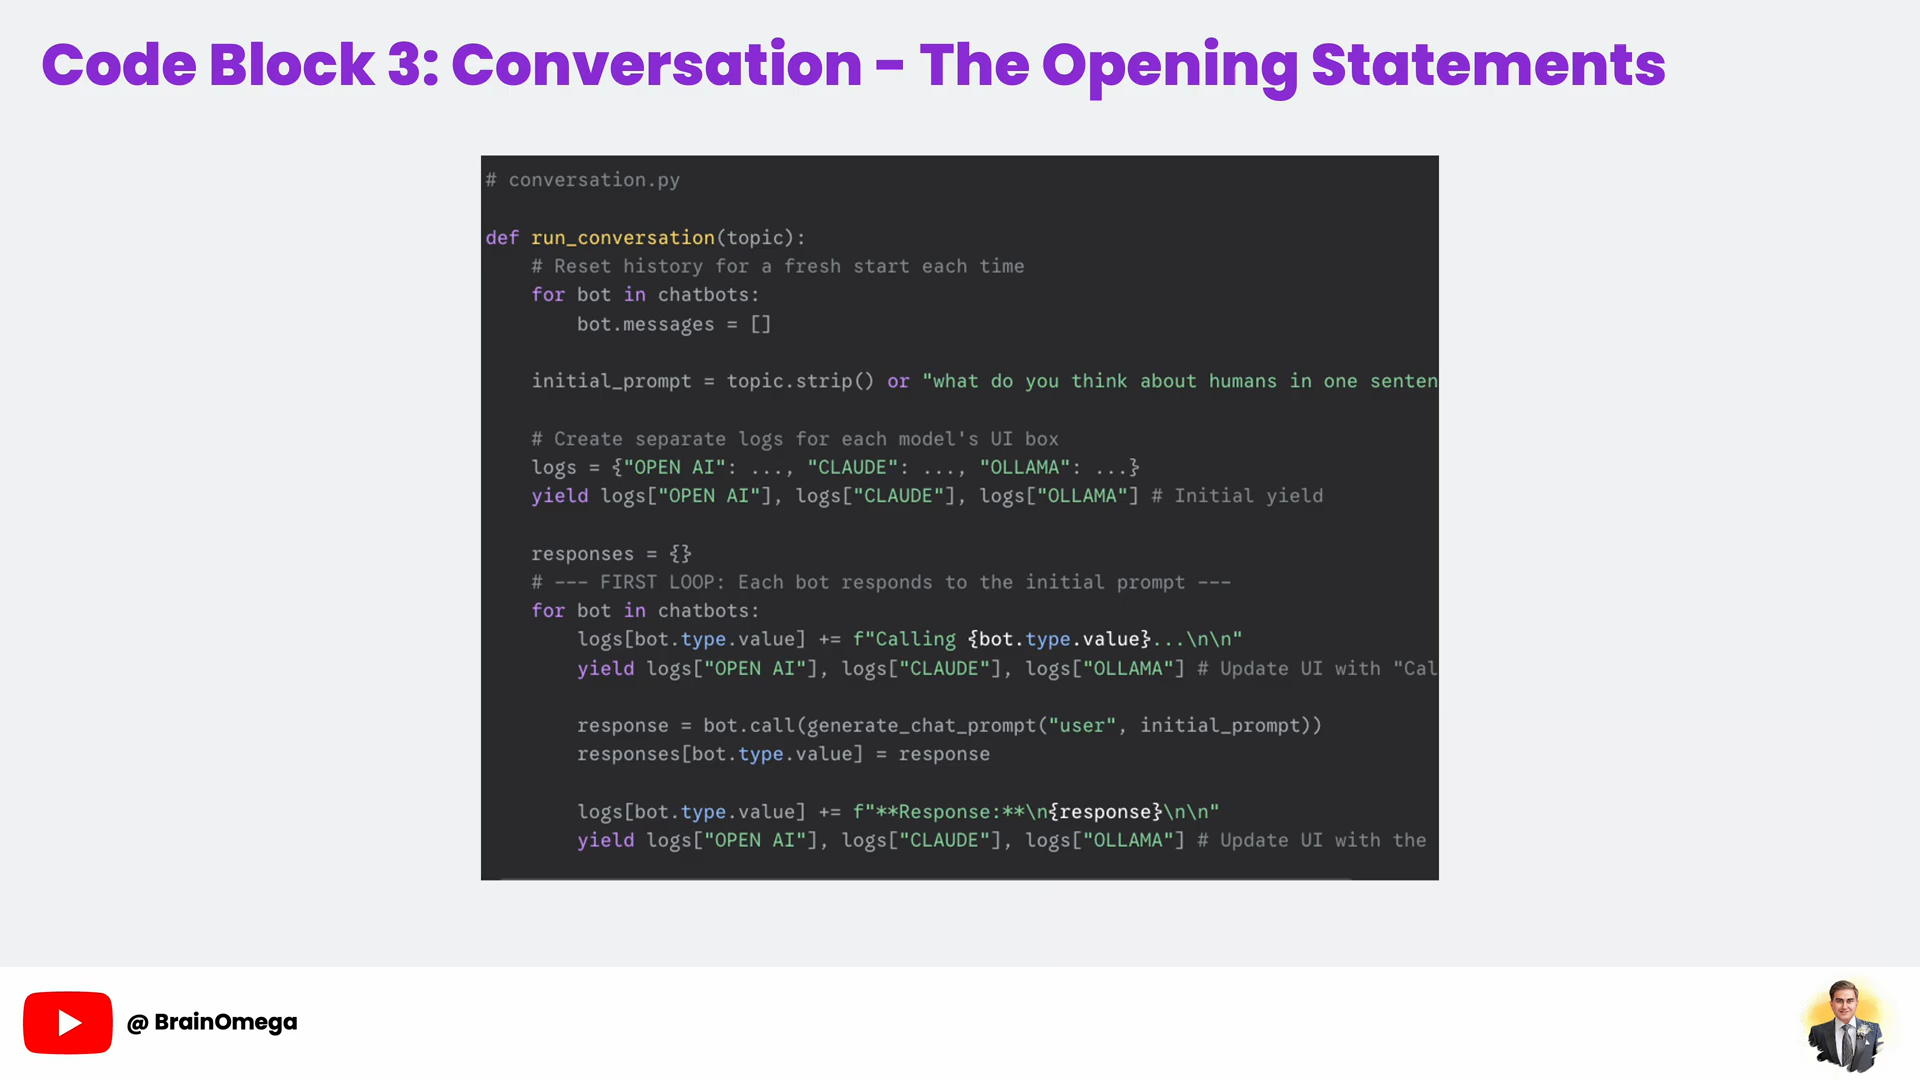 Code Block 3: Conversation - The Opening Statements
# conversation.py
def run_conversation(topic):
# Reset history for a fresh start each time
for bot in chatbots:
bot.messages = []
initial_prompt = topic.strip() or "what do you think about humans in one senten
# Create separate logs for each model's UI box
logs = {"OPEN AI": ..., "CLAUDE": ..., "OLLAMA": ...}
yield logs["OPEN AI"], logs["CLAUDE"], logs["OLLAMA"] # Initial yield
responses = {}
# --- FIRST LOOP: Each bot responds to the initial prompt ---
for bot in chatbots:
logs[bot.type.value] += f"Calling {bot.type.value}...\n\n"
yield logs["OPEN AI"], logs["CLAUDE"], logs["OLLAMA"] # Update UI with "Cal
response = bot.call(generate_chat_prompt("user", initial_prompt))
responses[bot.type.value] = response
logs[bot.type.value] += f"**Response:**\n{response}\n\n"
yield logs["OPEN AI"], logs["CLAUDE"], logs["OLLAMA"] # Update UI with the
@ BrainOmega